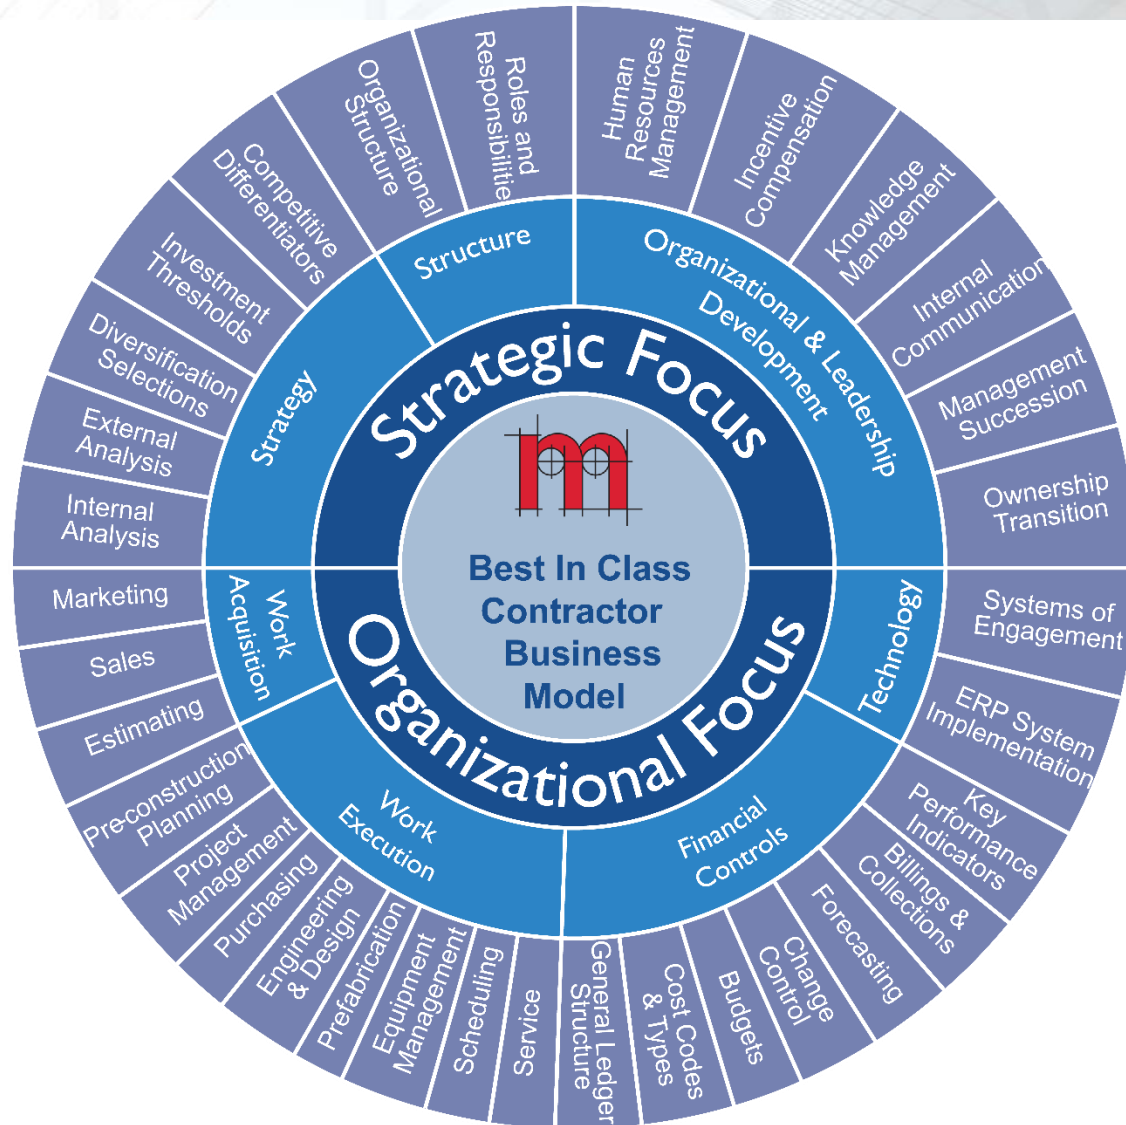 Best In Class
Contractor
Business
Model
Strategic Focus
Organizational Focus
Structure
Organizational & Leadership
Development
Technology
Financial
Controls
Work
Execution
Work
Acquisition
Strategy
Roles and
Responsibilitie
Human
Resources
Management
Incentive
Compensation
Knowledge
Management
Internal
Communication
Management
Succession
Ownership
Transition
Systems of
Engagement
ERP System
Implementation
Key
Performance
Indicators
Billings &
Collections
Forecasting
Change
Control
Budgets
Cost Codes
& Types
General Ledger
Structure
Service
Scheduling
Equipment
Management
Prefabrication
Engineering
& Design
Purchasing
Project
Management
Pre-construction
Planning
Estimating
Sales
Marketing
Internal
Analysis
External
Analysis
Diversification
Selections
Investment
Thresholds
Competitive
Differentiators
Organizational
Structure
m